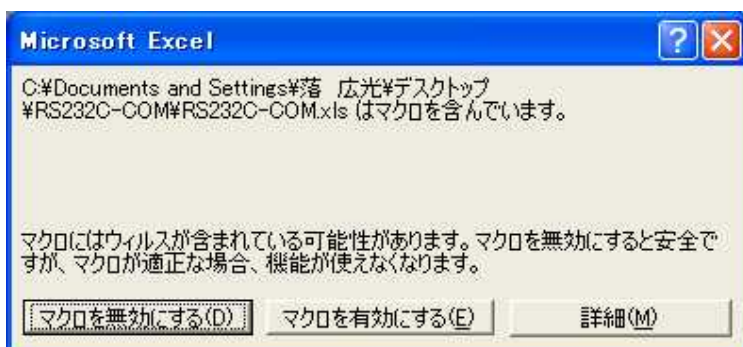 Microsoft Excel
C:¥Documents and Settings¥落 広光¥デスクトップ
¥RS232C-COM¥RS232C-COM.xls はマクロを含んでいます。
マクロにはウィルスが含まれている可能性があります。マクロを無効にすると安全で
すが、マクロが適正な場合、機能が使えなくなります。
マクロを無効にする(D) マクロを有効にする(E) 詳細(M)